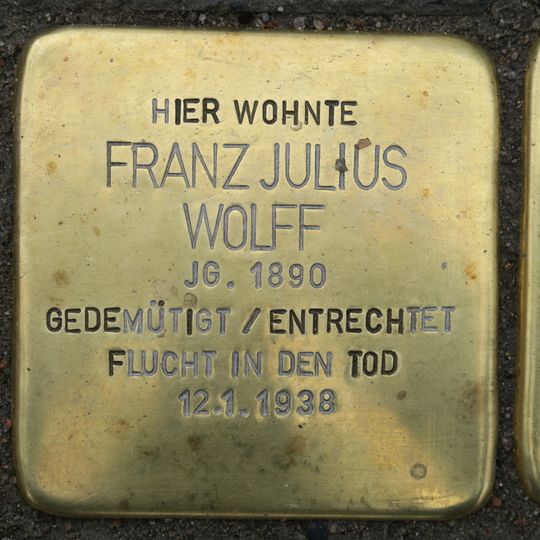 HIER WOHNTE
FRANZ JULIUS
WOLFF
JG. 1890
GEDEMÜTIGT / ENTRECHTET
FLUCHT IN DEN TOD
12.1.1938